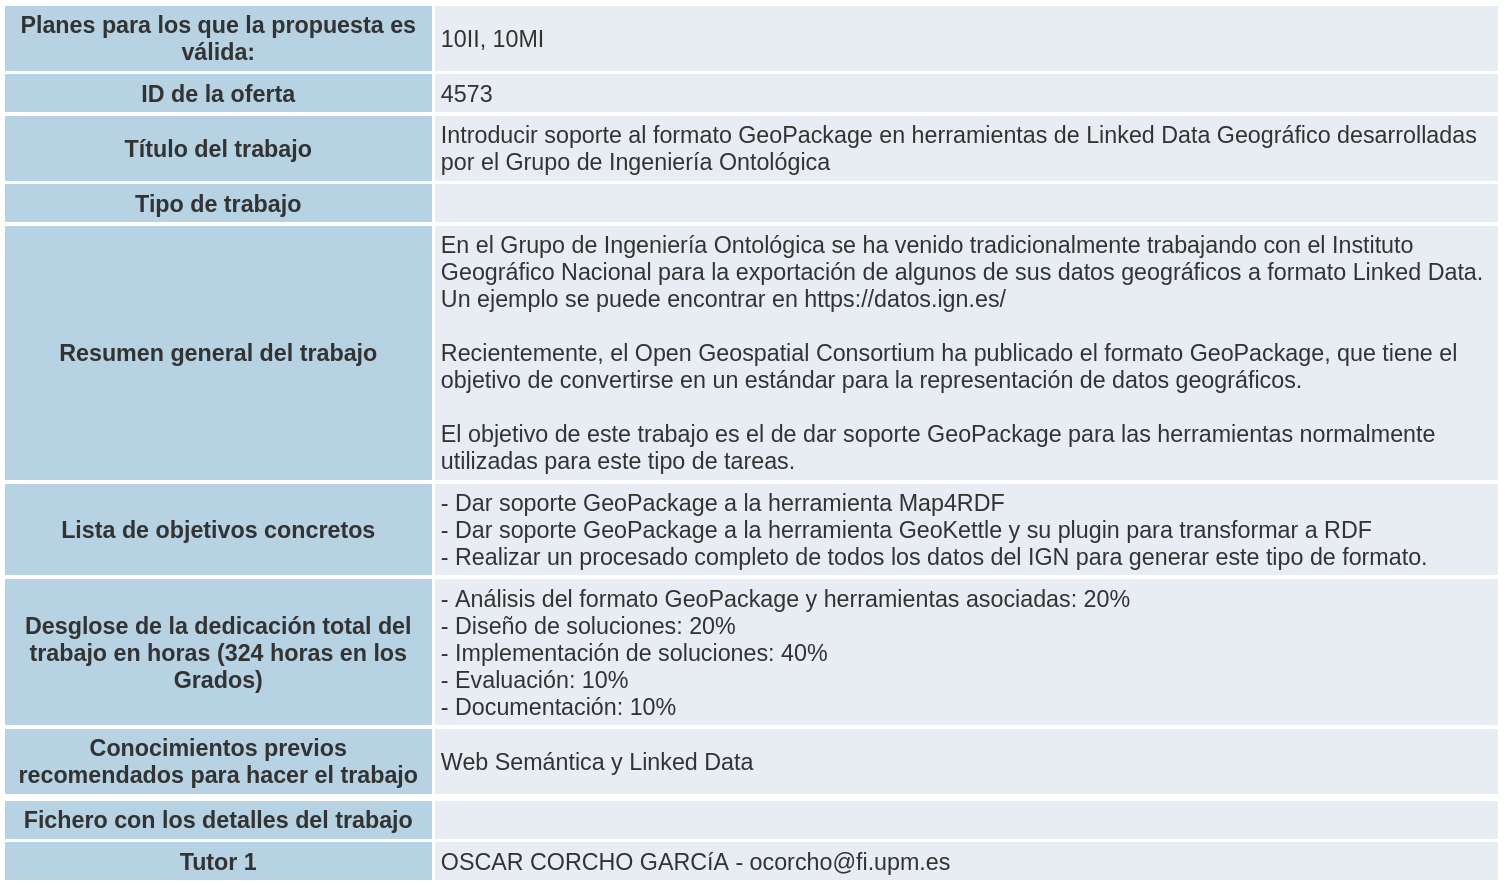 Planes para los que la propuesta es
válida:
10II, 10MI
ID de la oferta
4573
Título del trabajo
Introducir soporte al formato GeoPackage en herramientas de Linked Data Geográfico desarrolladas
por el Grupo de Ingeniería Ontológica
Tipo de trabajo
Resumen general del trabajo
En el Grupo de Ingeniería Ontológica se ha venido tradicionalmente trabajando con el Instituto
Geográfico Nacional para la exportación de algunos de sus datos geográficos a formato Linked Data.
Un ejemplo se puede encontrar en https://datos.ign.es/
Recientemente, el Open Geospatial Consortium ha publicado el formato GeoPackage, que tiene el
objetivo de convertirse en un estándar para la representación de datos geográficos.
El objetivo de este trabajo es el de dar soporte GeoPackage para las herramientas normalmente
utilizadas para este tipo de tareas.
Lista de objetivos concretos
- Dar soporte GeoPackage a la herramienta Map4RDF
- Dar soporte GeoPackage a la herramienta GeoKettle y su plugin para transformar a RDF
- Realizar un procesado completo de todos los datos del IGN para generar este tipo de formato.
Desglose de la dedicación total del
trabajo en horas (324 horas en los
Grados)
- Análisis del formato GeoPackage y herramientas asociadas: 20%
- Diseño de soluciones: 20%
- Implementación de soluciones: 40%
- Evaluación: 10%
- Documentación: 10%
Conocimientos previos
recomendados para hacer el trabajo
Web Semántica y Linked Data
Fichero con los detalles del trabajo
Tutor 1
OSCAR CORCHO GARCíA - ocorcho@fi.upm.es